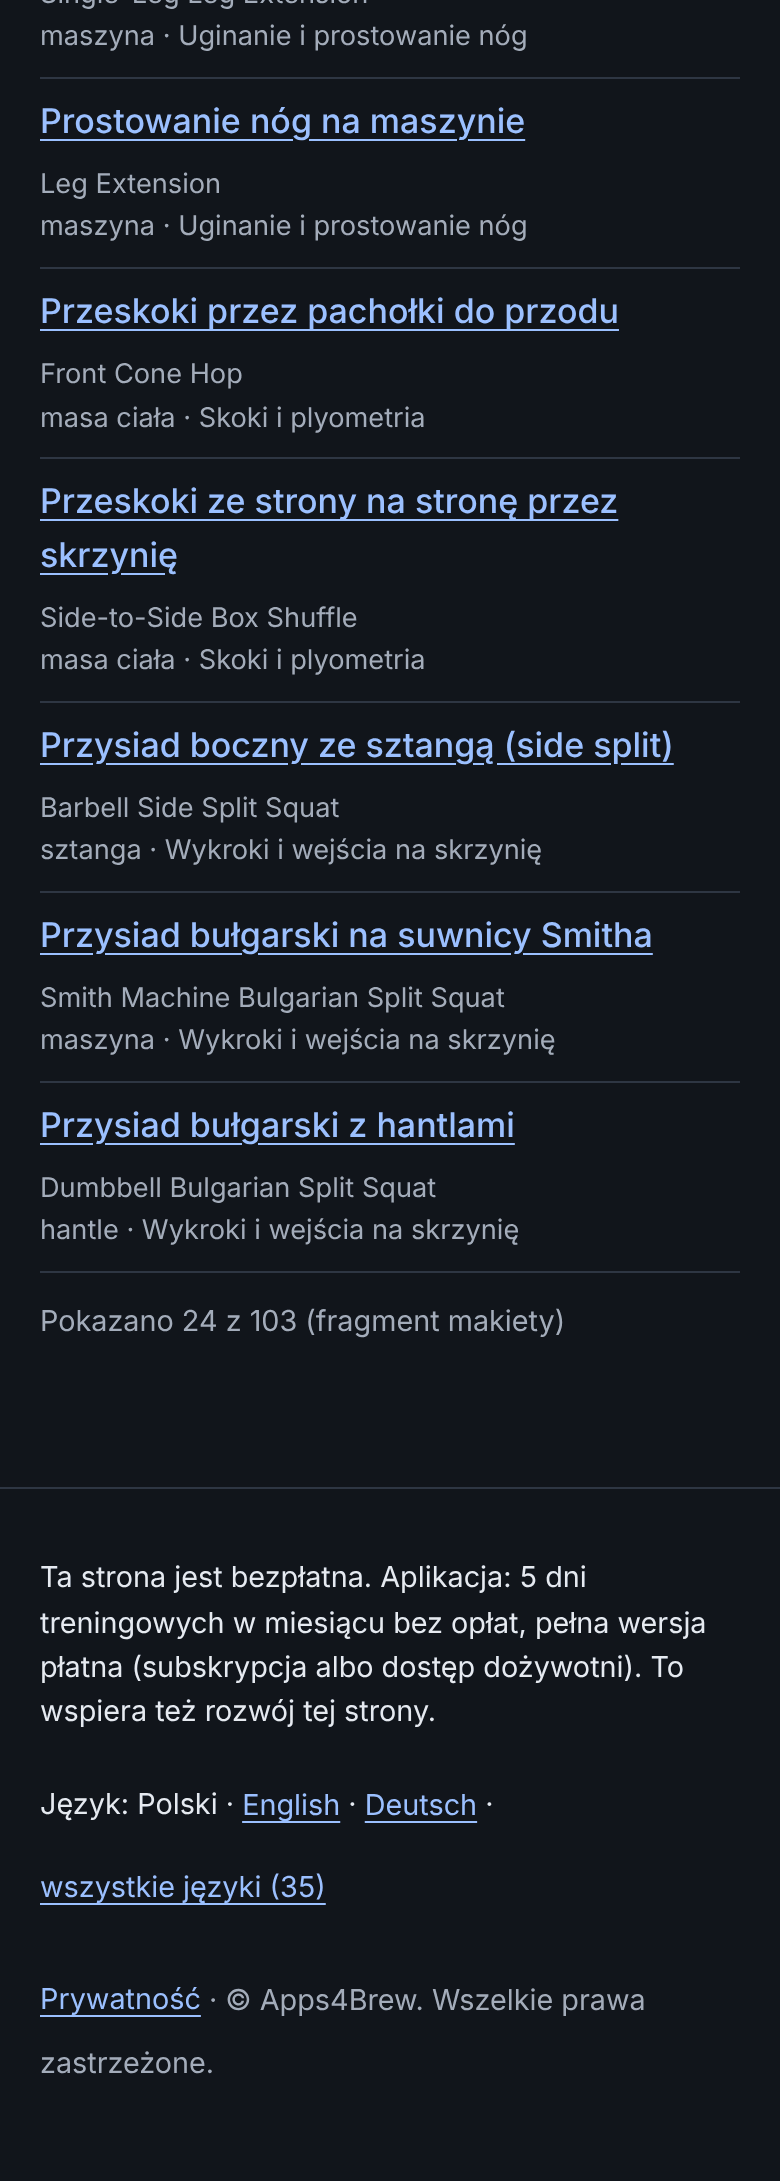 Single-Leg Leg Extension
maszyna · Uginanie i prostowanie nóg
Prostowanie nóg na maszynie
Leg Extension
maszyna · Uginanie i prostowanie nóg
Przeskoki przez pachołki do przodu
Front Cone Hop
masa ciała · Skoki i plyometria
Przeskoki ze strony na stronę przez
skrzynię
Side-to-Side Box Shuffle
masa ciała · Skoki i plyometria
Przysiad boczny ze sztangą (side split)
Barbell Side Split Squat
sztanga · Wykroki i wejścia na skrzynię
Przysiad bułgarski na suwnicy Smitha
Smith Machine Bulgarian Split Squat
maszyna · Wykroki i wejścia na skrzynię
Przysiad bułgarski z hantlami
Dumbbell Bulgarian Split Squat
hantle · Wykroki i wejścia na skrzynię
Pokazano 24 z 103 (fragment makiety)
Ta strona jest bezpłatna. Aplikacja: 5 dni
treningowych w miesiącu bez opłat, pełna wersja
płatna (subskrypcja albo dostęp dożywotni). To
wspiera też rozwój tej strony.
Język: Polski · English · Deutsch ·
wszystkie języki (35)
Prywatność · © Apps4Brew. Wszelkie prawa
zastrzeżone.